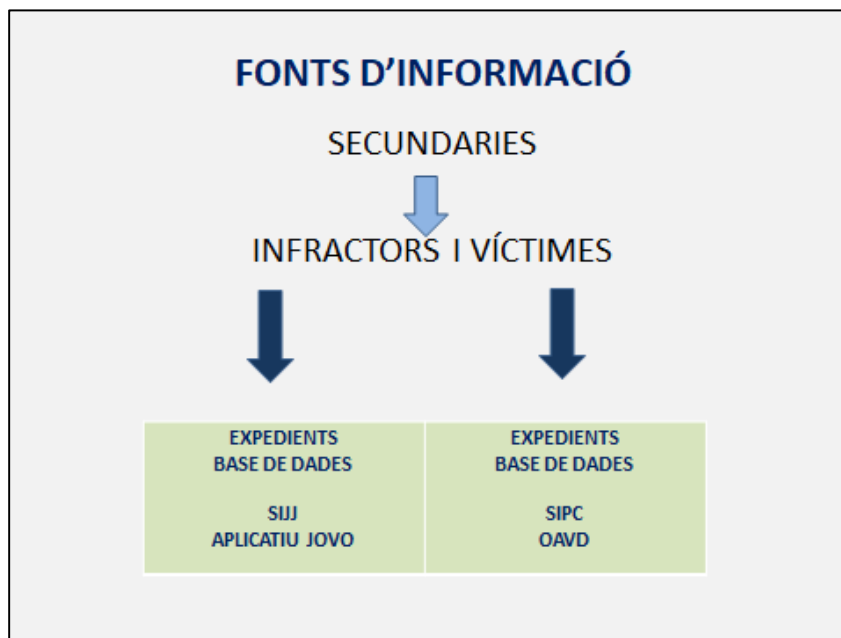 FONTS D'INFORMACIÓ
SECUNDARIES
INFRACTORS I VÍCTIMES
EXPEDIENTS
BASE DE DADES
SIJJ
APLICATIU JOVO
EXPEDIENTS
BASE DE DADES
SIPC
OAVD